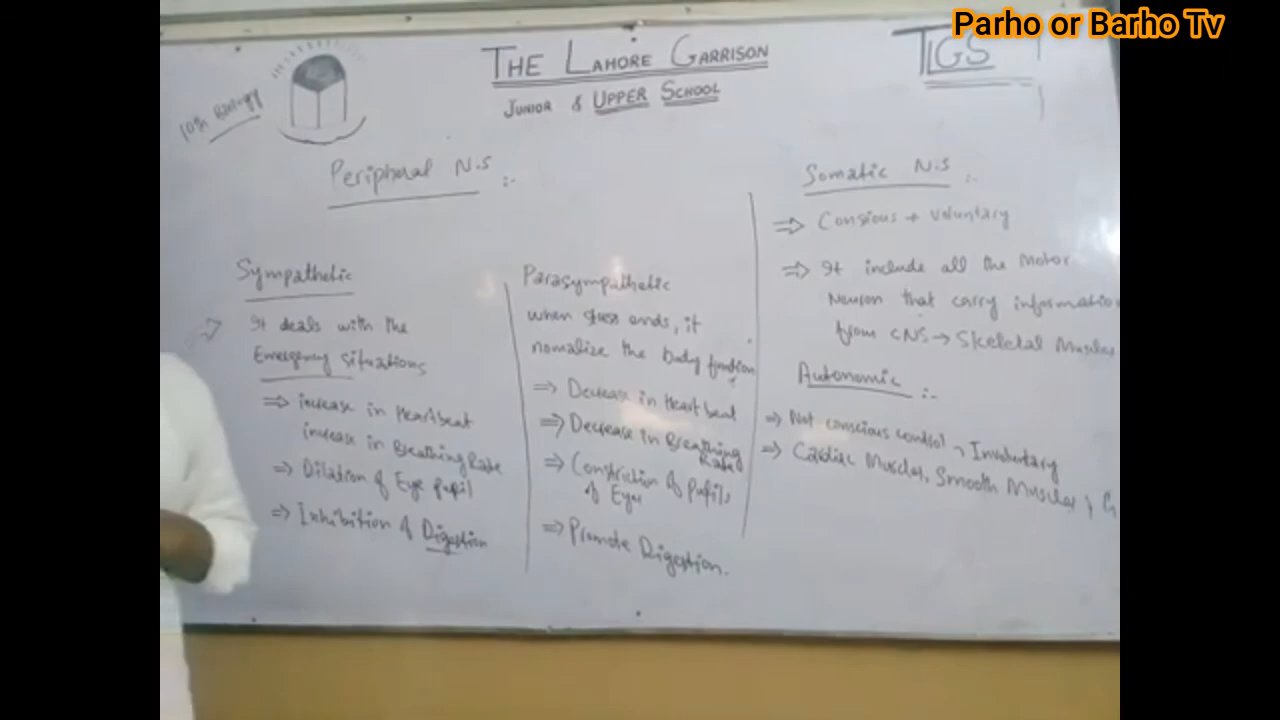 Parho or Barho Tv
THE LAHORE GARRISON
TLGS
JUNIOR & UPPER SCHOOL
10th Biology
Peripheral N.S :-
Sympathetic
It deals with the
Emergency Situations
⇒ increase in Heartbeat
increase in Breathing Rate
⇒ Dilation of Eye pupil
⇒ Inhibition of Digestion
Parasympathetic
when stress ends, it
nomalize the body function
⇒ Decrease in Heart beat
⇒ Decrease in Breathing
Rate
⇒ Constriction of Pupils
of Eye
⇒ Promote Digestion.
Somatic N.S :-
⇒ Consious + Voluntary
⇒ It include all the Motor
Neuron that carry informatio
from CNS → Skeletal Muscles
Autonomic :-
⇒ Not conscious control, Involuntary
⇒ Cardiac Muscles, Smooth Muscles, G